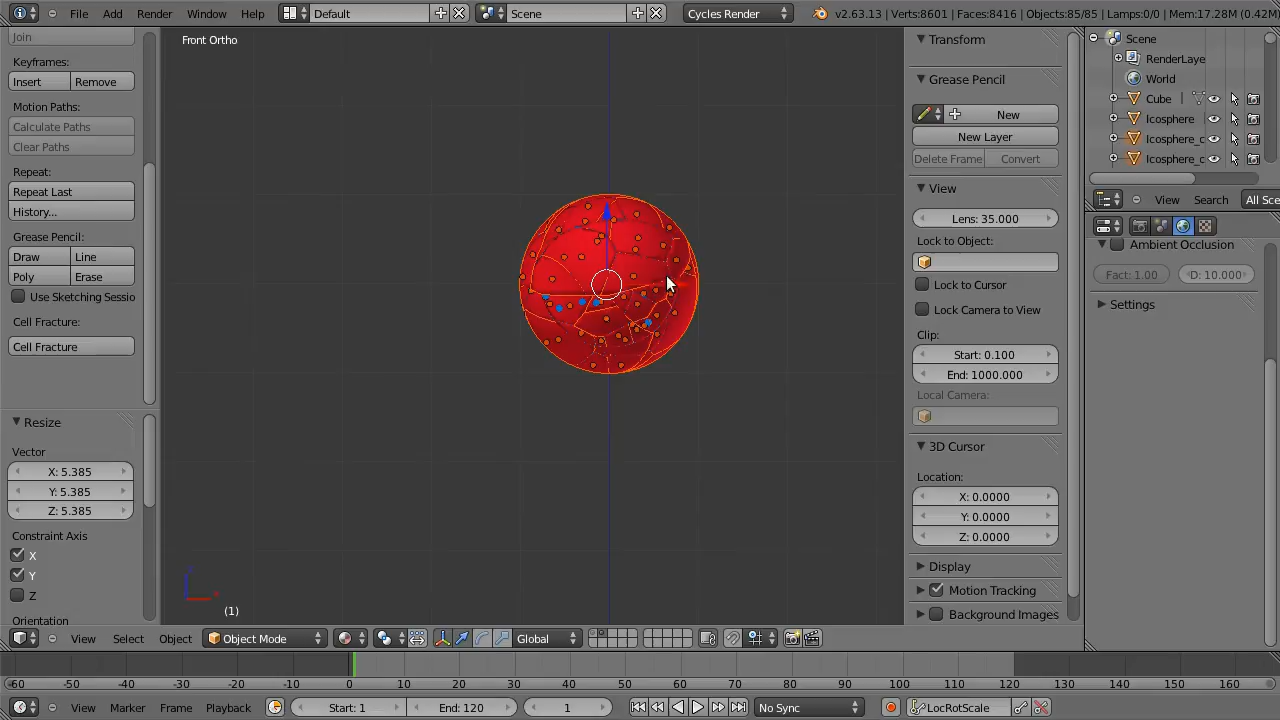 File Add Render Window Help Default Scene Cycles Render v2.63.13 | Verts:8601 | Faces:8416 | Objects:85/85 | Lamps:0/0 | Mem:17.28M (0.42M
Join
Keyframes:
Insert Remove
Motion Paths:
Calculate Paths
Clear Paths
Repeat:
Repeat Last
History...
Grease Pencil:
Draw Line
Poly Erase
Use Sketching Sessio
Cell Fracture:
Cell Fracture
Resize
Vector
X: 5.385
Y: 5.385
Z: 5.385
Constraint Axis
X
Y
Z
Orientation
Front Ortho
(1)
Transform
Grease Pencil
New
New Layer
Delete Frame Convert
View
Lens: 35.000
Lock to Object:
Lock to Cursor
Lock Camera to View
Clip:
Start: 0.100
End: 1000.000
Local Camera:
3D Cursor
Location:
X: 0.0000
Y: 0.0000
Z: 0.0000
Display
Motion Tracking
Background Images
Scene
RenderLaye
World
Cube
Icosphere
Icosphere_c
Icosphere_c
View Search All Sce
Ambient Occlusion
Fact: 1.00 D: 10.000
Settings
View Select Object Object Mode Global
-60 -50 -40 -30 -20 -10 0 10 20 30 40 50 60 70 80 90 100 110 120 130 140 150 160
View Marker Frame Playback Start: 1 End: 120 1 No Sync LocRotScale